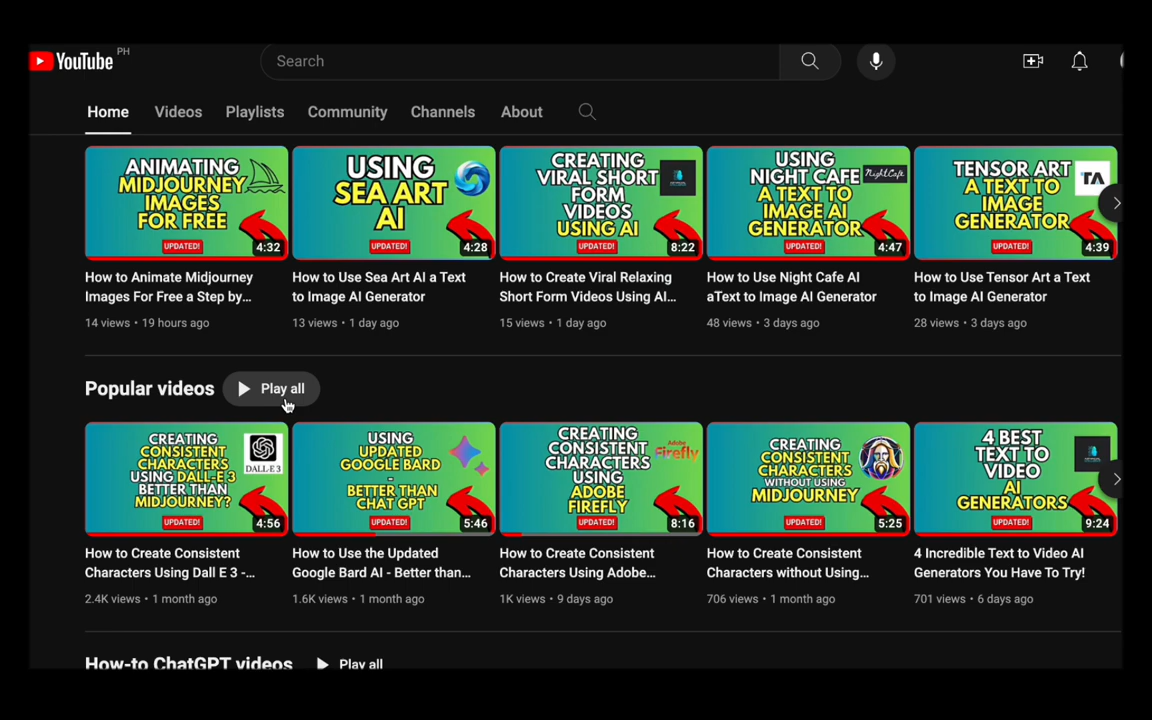 YouTube PH
Search
Home Videos Playlists Community Channels About
ANIMATING
MIDJOURNEY
IMAGES
FOR FREE
UPDATED!
4:32
USING
SEA ART
AI
UPDATED!
4:28
CREATING
VIRAL SHORT
FORM
VIDEOS
USING AI
UPDATED!
8:22
USING
NIGHT CAFE
A TEXT TO
IMAGE AI
GENERATOR
NightCafe
UPDATED!
4:47
TENSOR ART
A TEXT TO
IMAGE
GENERATOR
TA
UPDATED!
4:39
How to Animate Midjourney
Images For Free a Step by...
14 views • 19 hours ago
How to Use Sea Art AI a Text
to Image AI Generator
13 views • 1 day ago
How to Create Viral Relaxing
Short Form Videos Using AI...
15 views • 1 day ago
How to Use Night Cafe AI
aText to Image AI Generator
48 views • 3 days ago
How to Use Tensor Art a Text
to Image AI Generator
28 views • 3 days ago
Popular videos Play all
CREATING
CONSISTENT
CHARACTERS
USING DALL-E 3
BETTER THAN
MIDJOURNEY?
DALL·E 3
UPDATED!
4:56
USING
UPDATED
GOOGLE BARD
-
BETTER THAN
CHAT GPT
UPDATED!
5:46
CREATING
CONSISTENT
CHARACTERS
USING
ADOBE
FIREFLY
Adobe
Firefly
UPDATED!
8:16
CREATING
CONSISTENT
CHARACTERS
WITHOUT USING
MIDJOURNEY
UPDATED!
5:25
4 BEST
TEXT TO
VIDEO
AI
GENERATORS
UPDATED!
9:24
How to Create Consistent
Characters Using Dall E 3 -...
2.4K views • 1 month ago
How to Use the Updated
Google Bard AI - Better than...
1.6K views • 1 month ago
How to Create Consistent
Characters Using Adobe...
1K views • 9 days ago
How to Create Consistent
Characters without Using...
706 views • 1 month ago
4 Incredible Text to Video AI
Generators You Have To Try!
701 views • 6 days ago
How-to ChatGPT videos Play all